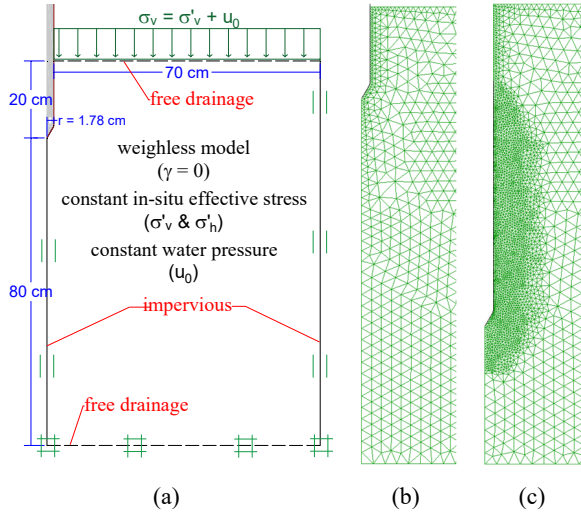 σᵥ = σ'ᵥ + u₀
70 cm
free drainage
20 cm
r = 1.78 cm
weighless model
(γ = 0)
constant in-situ effective stress
(σ'ᵥ & σ'ₕ)
constant water pressure
(u₀)
80 cm
impervious
free drainage
(a)
(b)
(c)